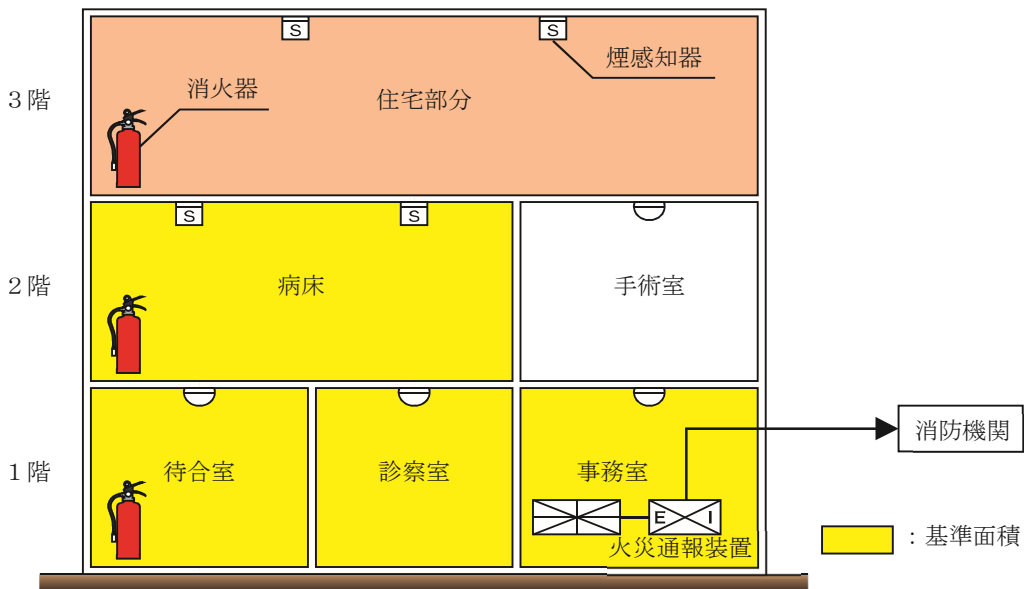 S
S
煙感知器
消火器
3階
住宅部分
S
S
2階
病床
手術室
消防機関
1階
待合室
診察室
事務室
E I
火災通報装置
:基準面積